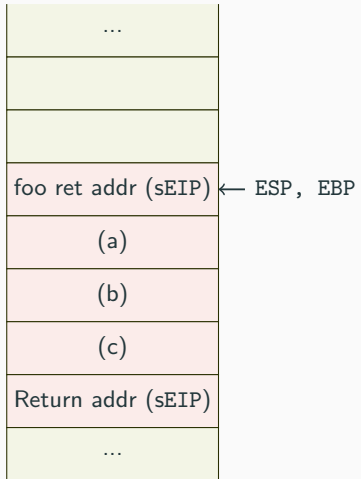 ...
foo ret addr (sEIP) ← ESP, EBP
(a)
(b)
(c)
Return addr (sEIP)
...